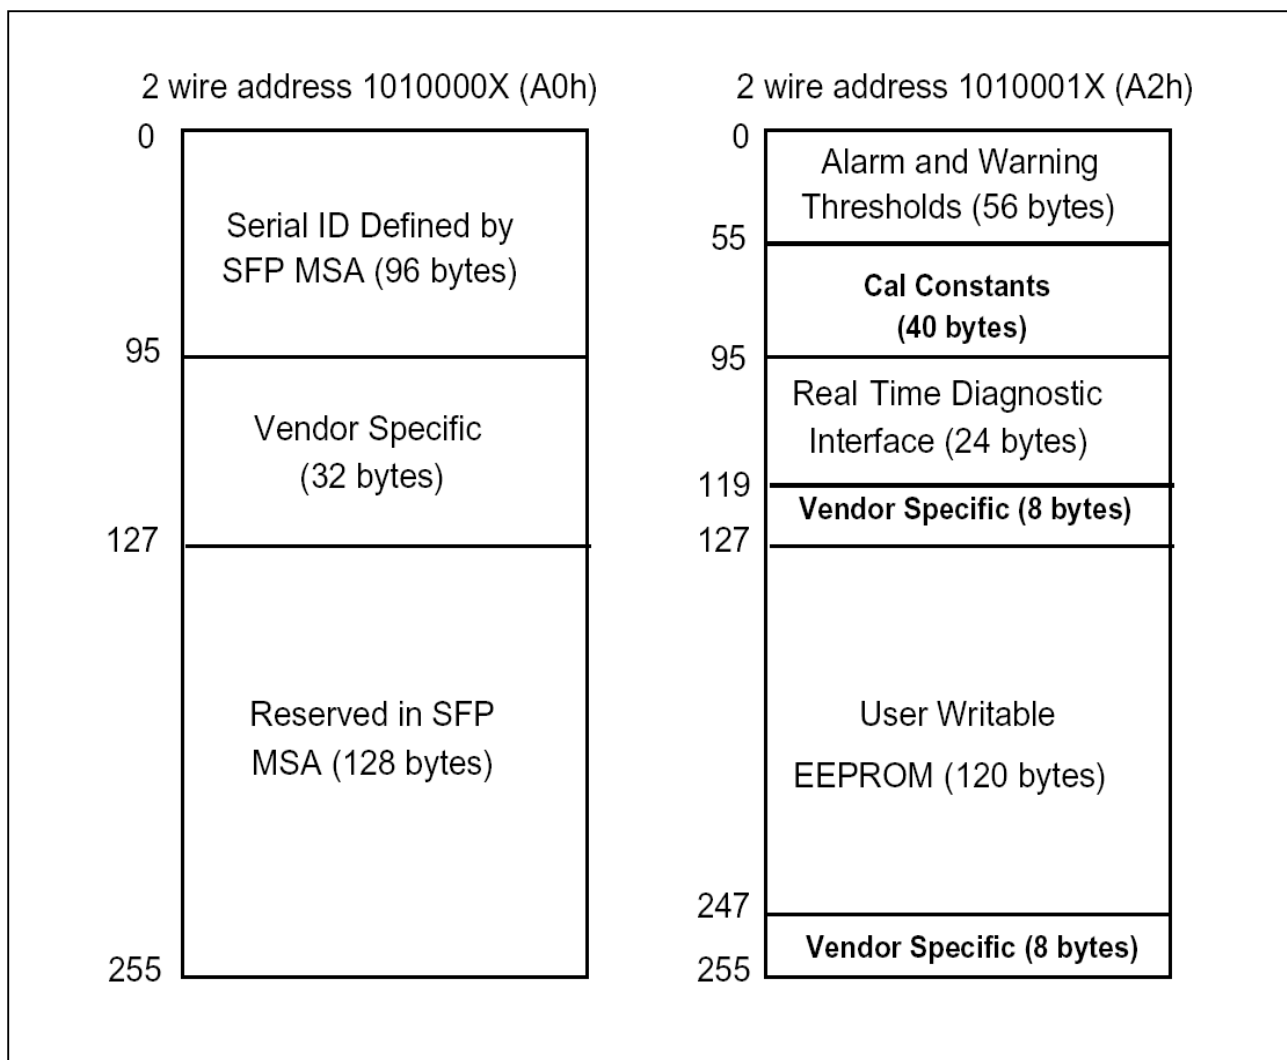 2 wire address 1010000X (A0h)
0
Serial ID Defined by
SFP MSA (96 bytes)
95
Vendor Specific
(32 bytes)
127
Reserved in SFP
MSA (128 bytes)
255
2 wire address 1010001X (A2h)
0
Alarm and Warning
Thresholds (56 bytes)
55
Cal Constants
(40 bytes)
95
Real Time Diagnostic
Interface (24 bytes)
119
Vendor Specific (8 bytes)
127
User Writable
EEPROM (120 bytes)
247
Vendor Specific (8 bytes)
255